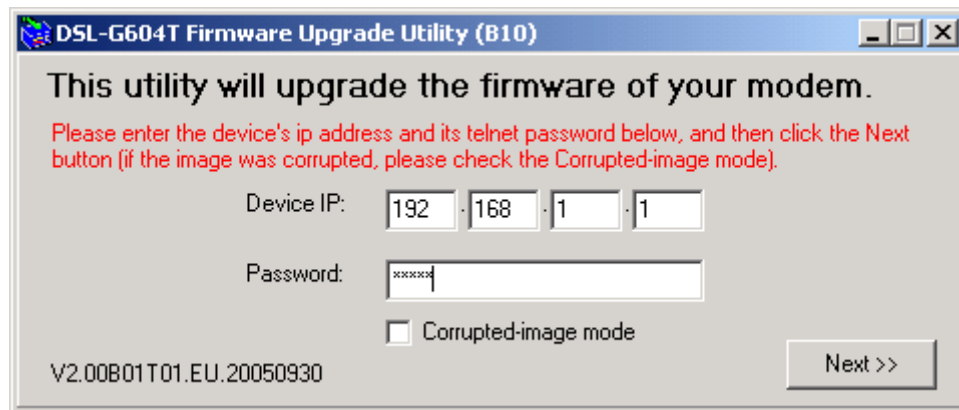 DSL-G604T Firmware Upgrade Utility (B10)
This utility will upgrade the firmware of your modem.
Please enter the device's ip address and its telnet password below, and then click the Next
button (if the image was corrupted, please check the Corrupted-image mode).
Device IP: 192 . 168 . 1 . 1
Password: *****
Corrupted-image mode
V2.00B01T01.EU.20050930
Next >>